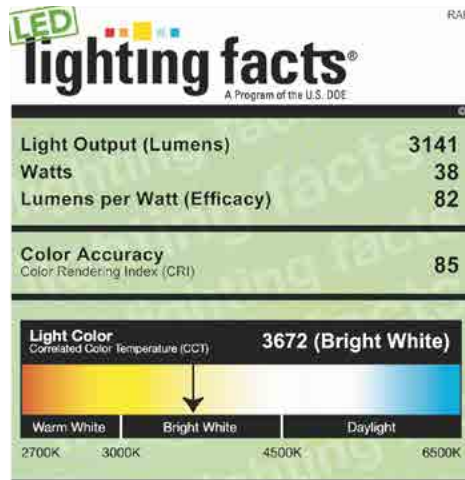 LED
lighting facts®
A Program of the U.S. DOE
Light Output (Lumens) 3141
Watts 38
Lumens per Watt (Efficacy) 82
Color Accuracy
Color Rendering Index (CRI) 85
Light Color
Correlated Color Temperature (CCT) 3672 (Bright White)
Warm White Bright White Daylight
2700K 3000K 4500K 6500K